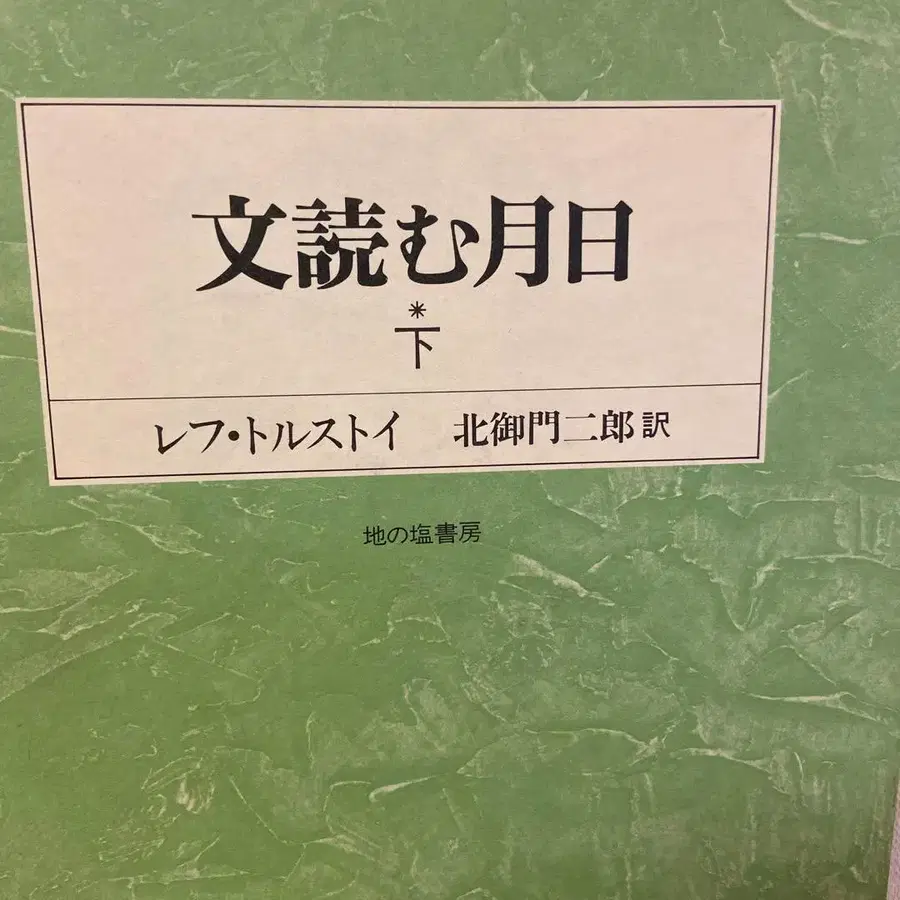 文読む月日
*
下
レフ・トルストイ 北御門二郎訳
地の塩書房